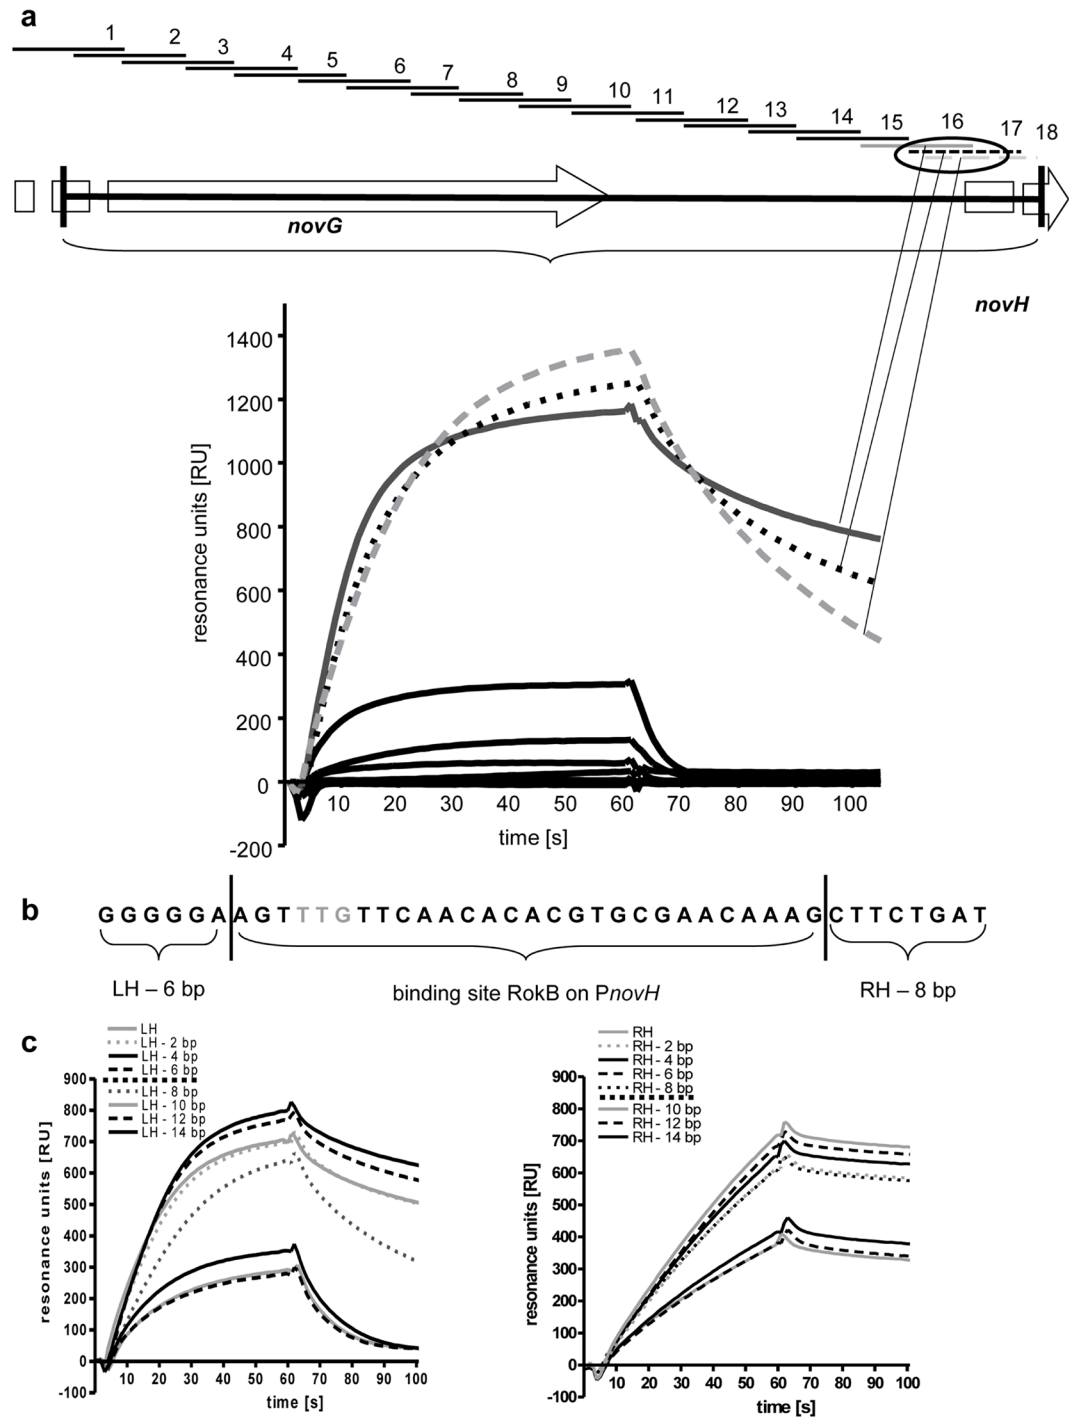 a
1 2 3 4 5 6 7 8 9 10 11 12 13 14 15 16 17 18
novG
novH
1400
1200
1000
800
600
400
200
0
-200
resonance units [RU]
10 20 30 40 50 60 70 80 90 100
time [s]
b
GGGGGAAGTTTGTTCAACACACGTGCGAACAAAGCTTCTGAT
LH – 6 bp
binding site RokB on PnovH
RH – 8 bp
c
LH
LH - 2 bp
LH - 4 bp
LH - 6 bp
LH - 8 bp
LH - 10 bp
LH - 12 bp
LH - 14 bp
900
800
700
600
500
400
300
200
100
0
-100
resonance units [RU]
10 20 30 40 50 60 70 80 90 100
time [s]
RH
RH - 2 bp
RH - 4 bp
RH - 6 bp
RH - 8 bp
RH - 10 bp
RH - 12 bp
RH - 14 bp
900
800
700
600
500
400
300
200
100
0
-100
resonance units [RU]
10 20 30 40 50 60 70 80 90 100
time [s]